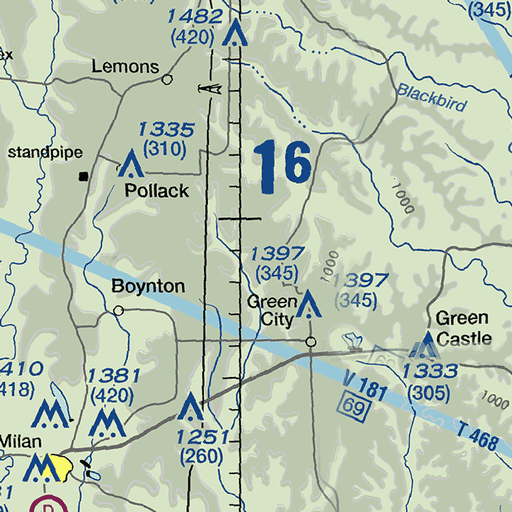 1482
(420)
(345)
Lemons
Blackbird
1335
(310)
standpipe
16
Pollack
1000
1397
(345)
1000
1397
(345)
Boynton
Green
City
Green
Castle
410
418)
1381
(420)
1333
(305)
V 181
69
1000
1251
(260)
T 468
Milan